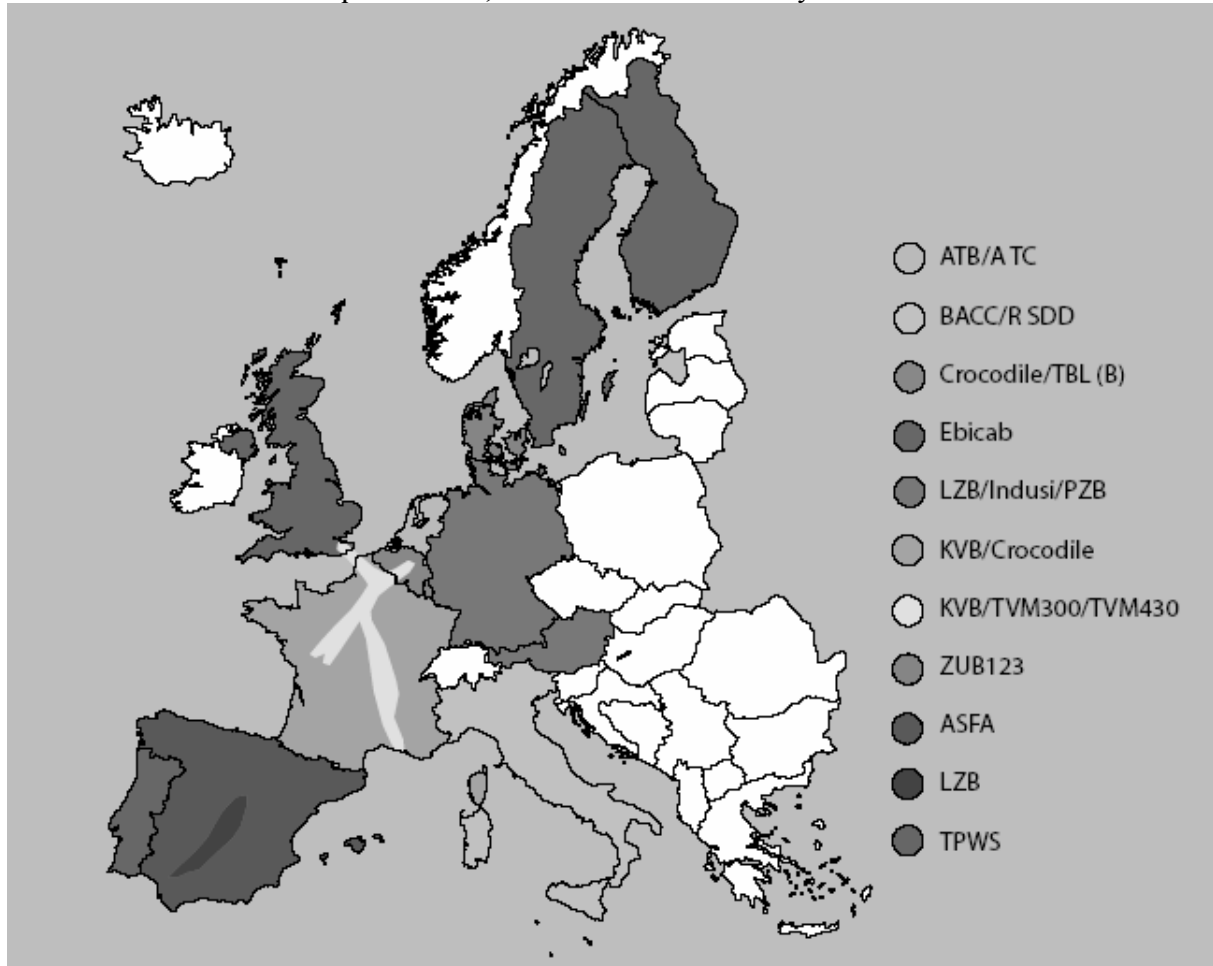 ATB/A TC
BACC/R SDD
Crocodile/TBL (B)
Ebicab
LZB/Indusi/PZB
KVB/Crocodile
KVB/TVM300/TVM430
ZUB123
ASFA
LZB
TPWS